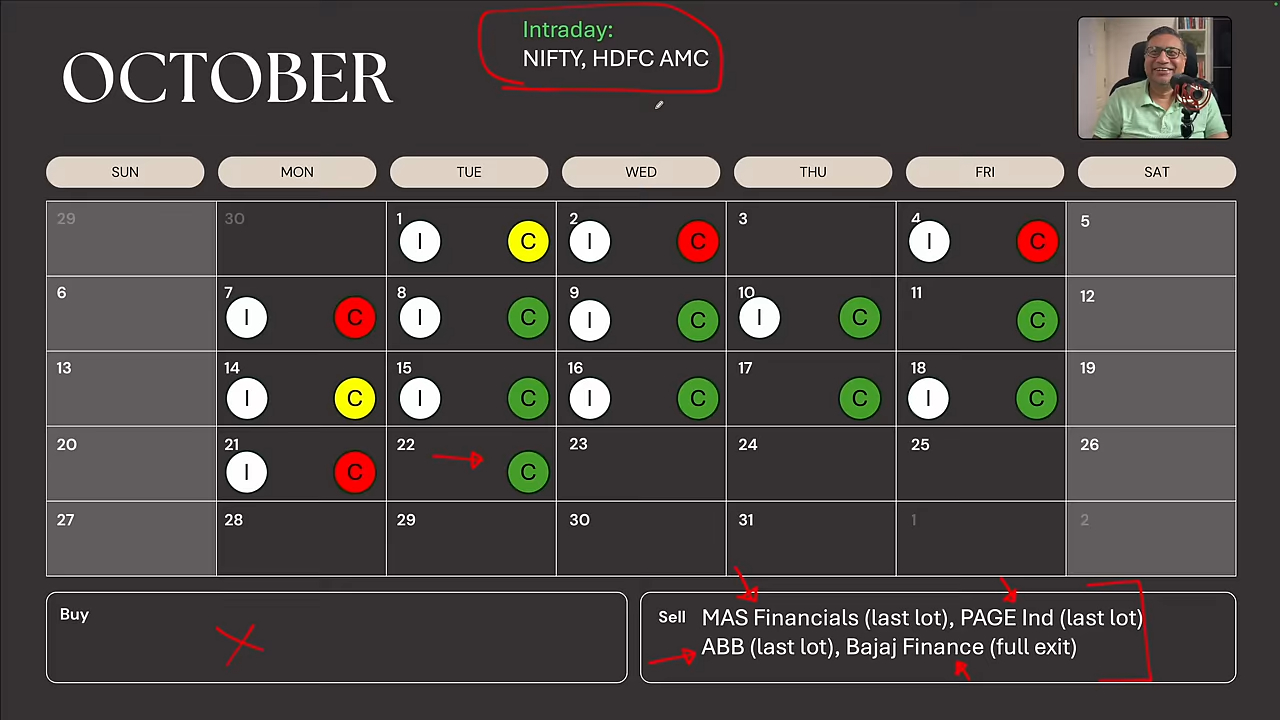 Intraday:
NIFTY, HDFC AMC
OCTOBER
SUN MON TUE WED THU FRI SAT
29 30 1 I C 2 I C 3 4 I C 5
6 7 I C 8 I C 9 I C 10 I C 11 C 12
13 14 I C 15 I C 16 I C 17 C 18 I C 19
20 21 I C 22 C 23 24 25 26
27 28 29 30 31 1 2
Buy
Sell MAS Financials (last lot), PAGE Ind (last lot)
ABB (last lot), Bajaj Finance (full exit)